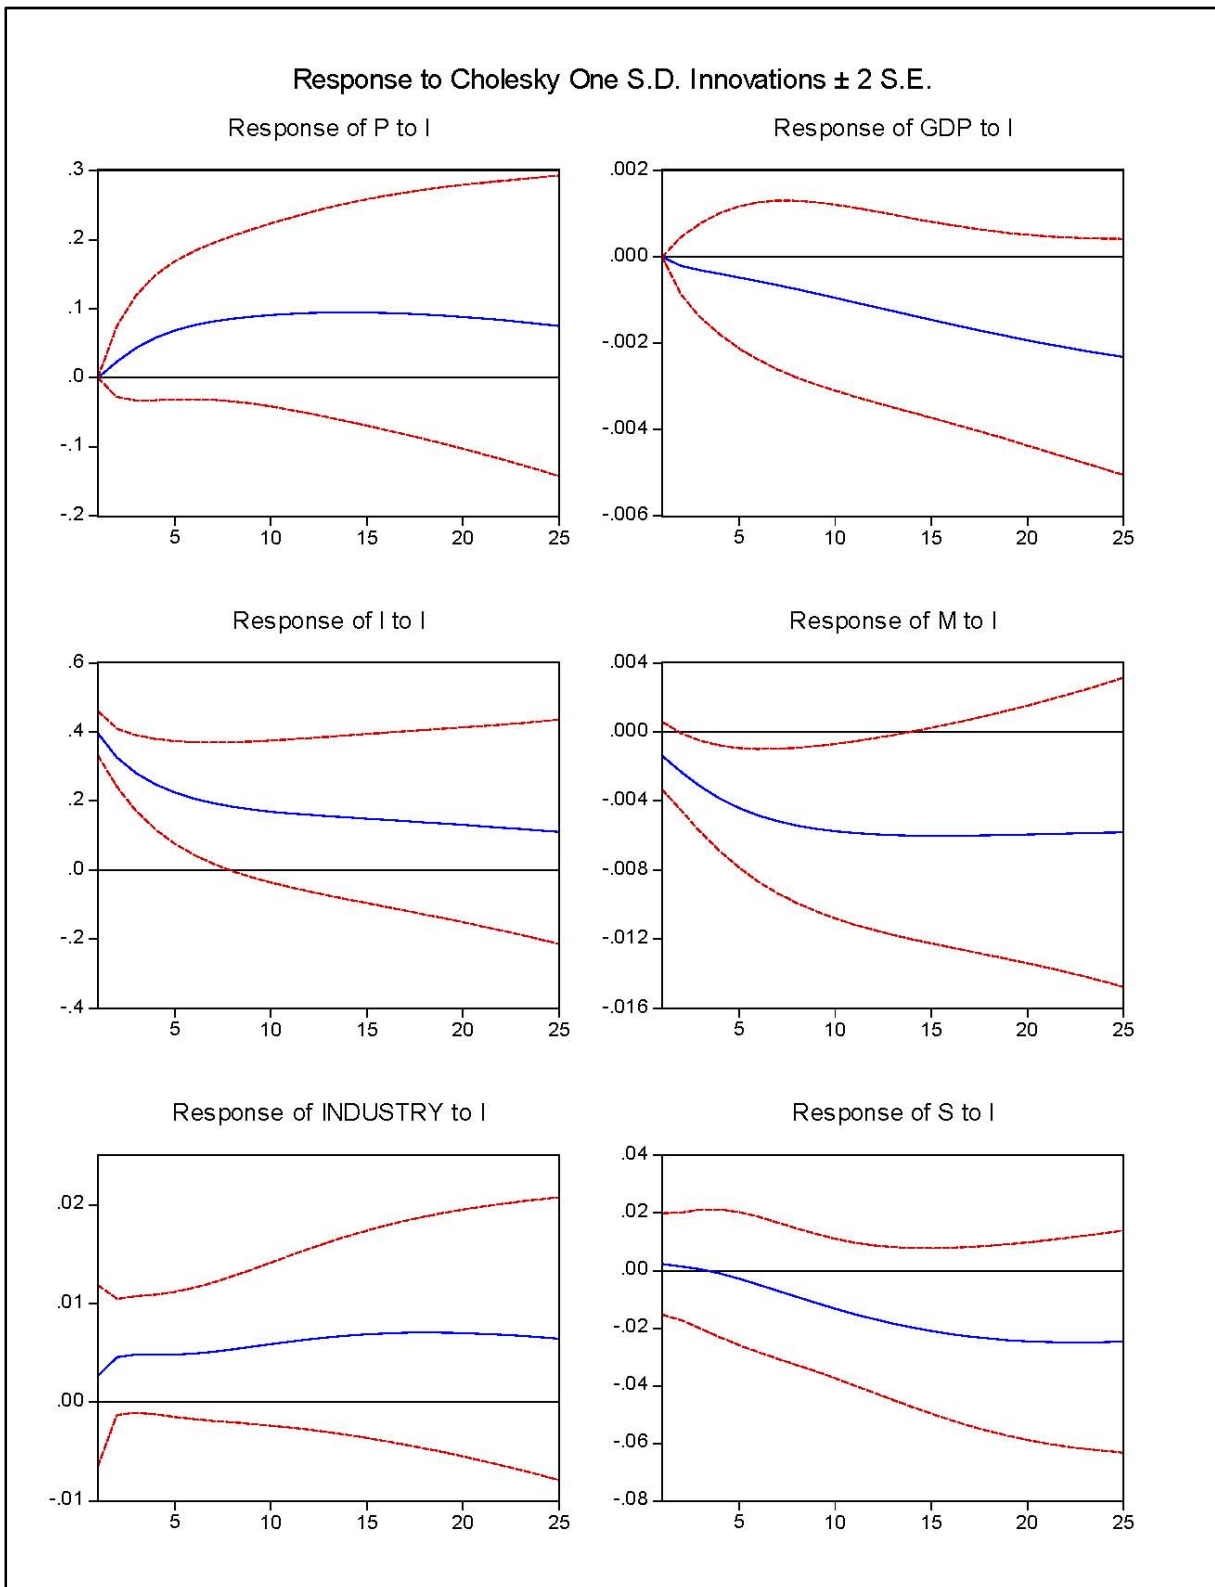 Response to Cholesky One S.D. Innovations ± 2 S.E.
Response of P to I
.3
.2
.1
.0
-.1
-.2
5 10 15 20 25
Response of GDP to I
.002
.000
-.002
-.004
-.006
5 10 15 20 25
Response of I to I
.6
.4
.2
.0
-.2
-.4
5 10 15 20 25
Response of M to I
.004
.000
-.004
-.008
-.012
-.016
5 10 15 20 25
Response of INDUSTRY to I
.02
.01
.00
-.01
5 10 15 20 25
Response of S to I
.04
.02
.00
-.02
-.04
-.06
-.08
5 10 15 20 25